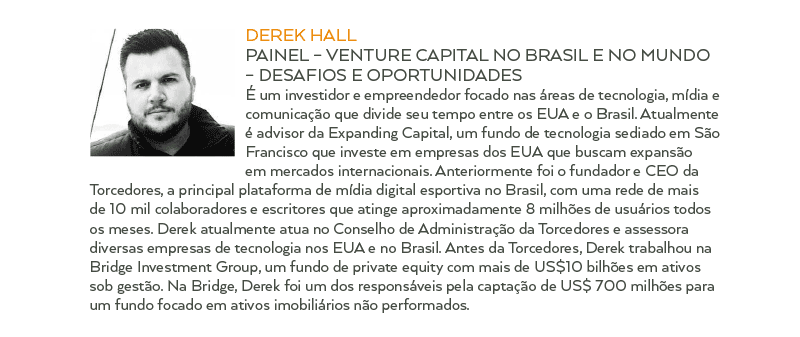 DEREK HALL
PAINEL – VENTURE CAPITAL NO BRASIL E NO MUNDO
– DESAFIOS E OPORTUNIDADES
É um investidor e empreendedor focado nas áreas de tecnologia, mídia e
comunicação que divide seu tempo entre os EUA e o Brasil. Atualmente
é advisor da Expanding Capital, um fundo de tecnologia sediado em São
Francisco que investe em empresas dos EUA que buscam expansão
em mercados internacionais. Anteriormente foi o fundador e CEO da
Torcedores, a principal plataforma de mídia digital esportiva no Brasil, com uma rede de mais
de 10 mil colaboradores e escritores que atinge aproximadamente 8 milhões de usuários todos
os meses. Derek atualmente atua no Conselho de Administração da Torcedores e assessora
diversas empresas de tecnologia nos EUA e no Brasil. Antes da Torcedores, Derek trabalhou na
Bridge Investment Group, um fundo de private equity com mais de US$10 bilhões em ativos
sob gestão. Na Bridge, Derek foi um dos responsáveis pela captação de US$ 700 milhões para
um fundo focado em ativos imobiliários não performados.